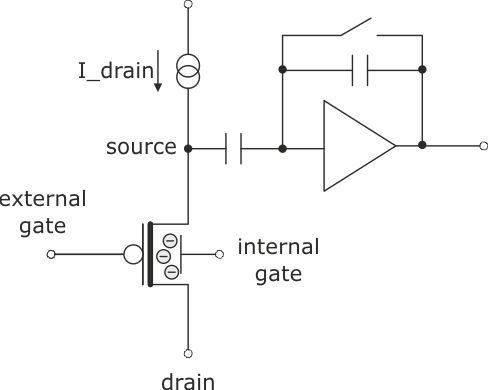 I_drain
source
external
gate
internal
gate
drain